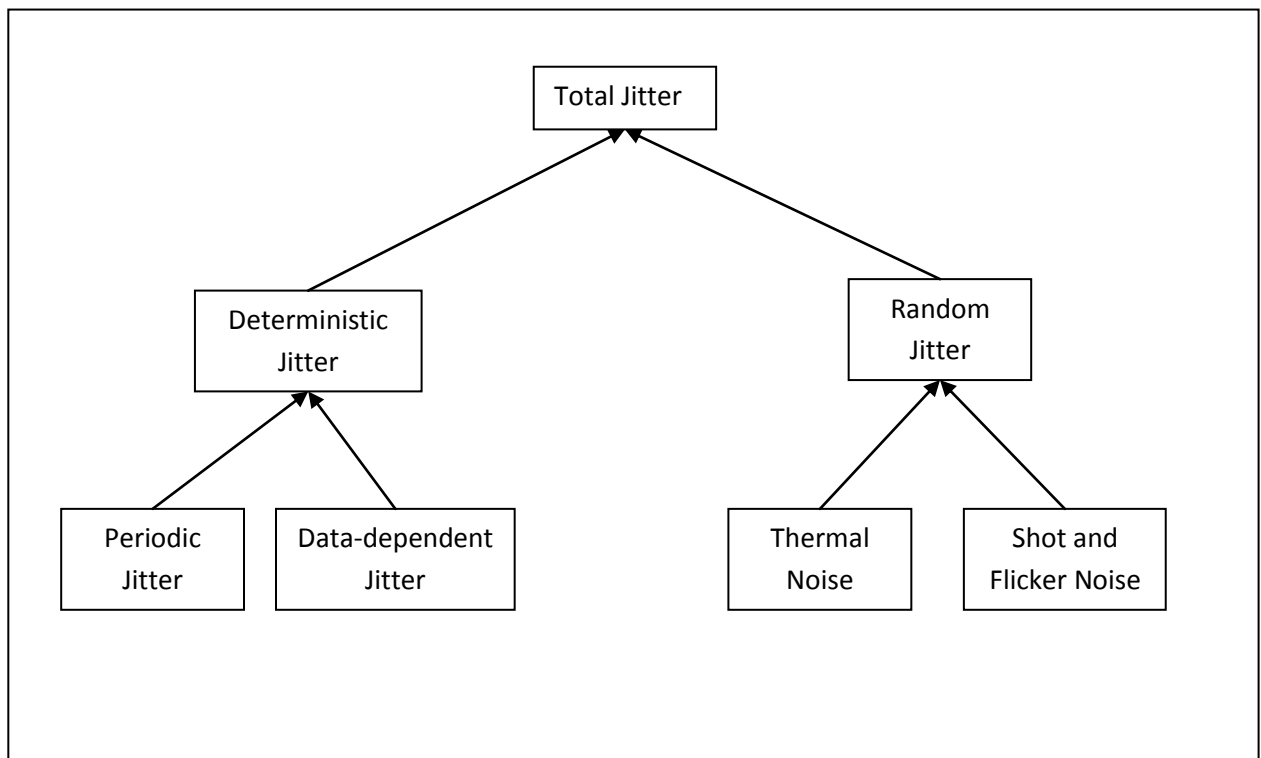 Total Jitter
Deterministic
Jitter
Random
Jitter
Periodic
Jitter
Data-dependent
Jitter
Thermal
Noise
Shot and
Flicker Noise